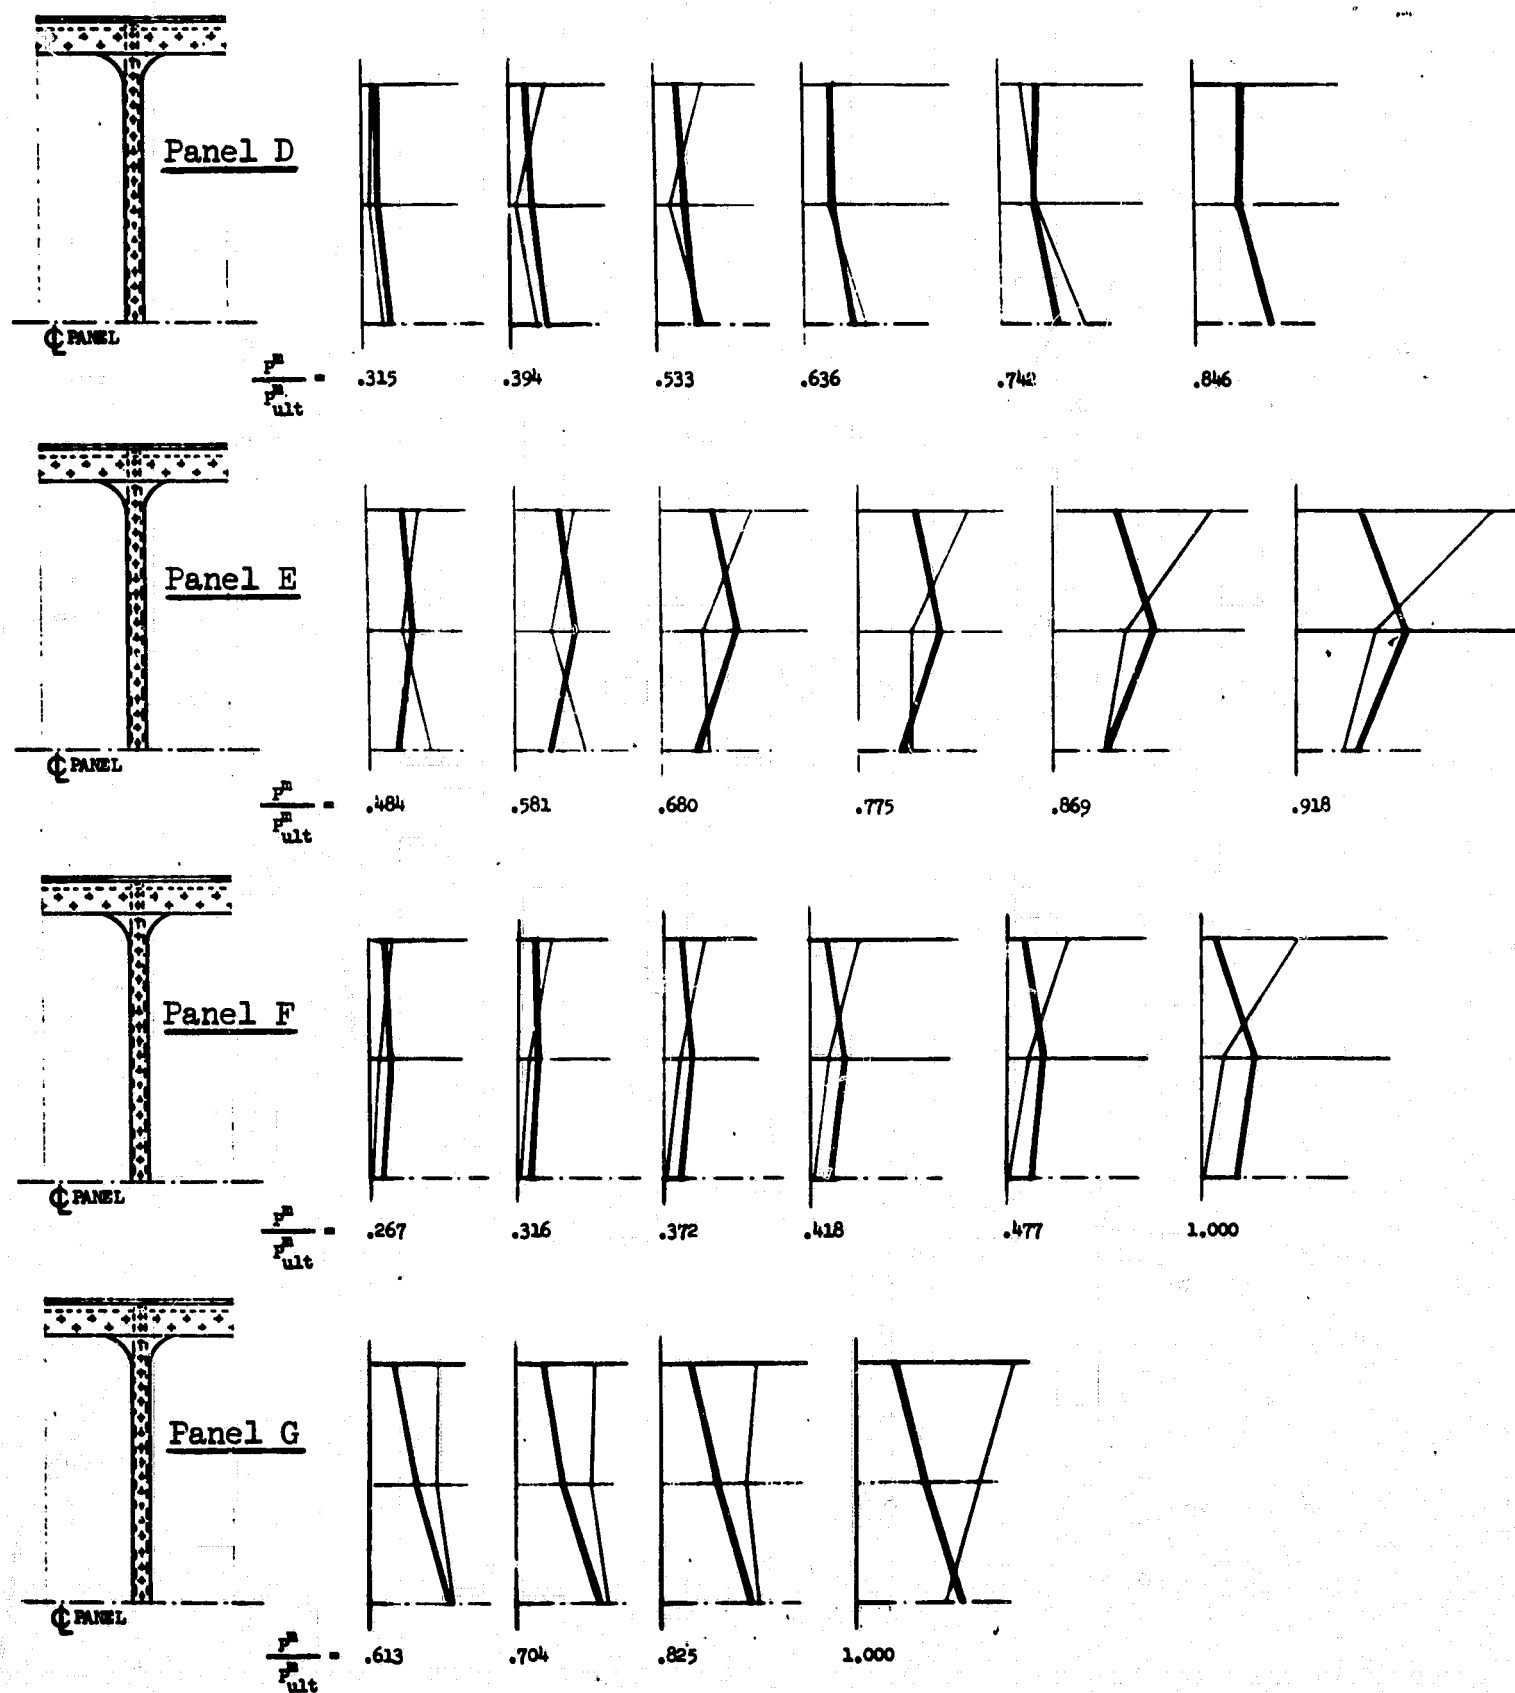 Panel D
℄ PANEL
P^m / P^m_ult = .315 .394 .533 .636 .742 .846
Panel E
℄ PANEL
P^m / P^m_ult = .484 .581 .680 .775 .869 .918
Panel F
℄ PANEL
P^m / P^m_ult = .267 .316 .372 .418 .477 1.000
Panel G
℄ PANEL
P^m / P^m_ult = .613 .704 .825 1.000